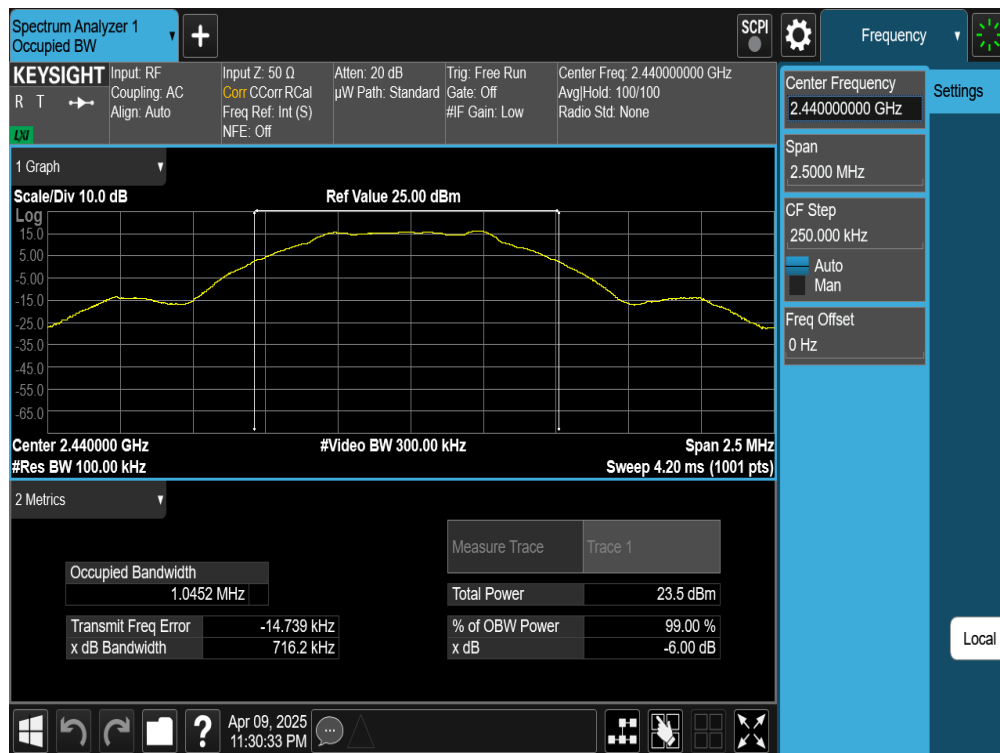 Spectrum Analyzer 1
Occupied BW
+
SCPI
Frequency
KEYSIGHT
R T
LXI
Input: RF
Coupling: AC
Align: Auto
Input Z: 50 Ω
Corr CCorr RCal
Freq Ref: Int (S)
NFE: Off
Atten: 20 dB
µW Path: Standard
Trig: Free Run
Gate: Off
#IF Gain: Low
Center Freq: 2.440000000 GHz
Avg|Hold: 100/100
Radio Std: None
Center Frequency
2.440000000 GHz
Settings
Span
2.5000 MHz
CF Step
250.000 kHz
Auto
Man
Freq Offset
0 Hz
Local
1 Graph
Scale/Div 10.0 dB
Ref Value 25.00 dBm
Log
15.0
5.00
-5.00
-15.0
-25.0
-35.0
-45.0
-55.0
-65.0
Center 2.440000 GHz
#Video BW 300.00 kHz
Span 2.5 MHz
#Res BW 100.00 kHz
Sweep 4.20 ms (1001 pts)
2 Metrics
Measure Trace
Trace 1
Occupied Bandwidth
1.0452 MHz
Total Power
23.5 dBm
Transmit Freq Error
-14.739 kHz
% of OBW Power
99.00 %
x dB Bandwidth
716.2 kHz
x dB
-6.00 dB
?
Apr 09, 2025
11:30:33 PM